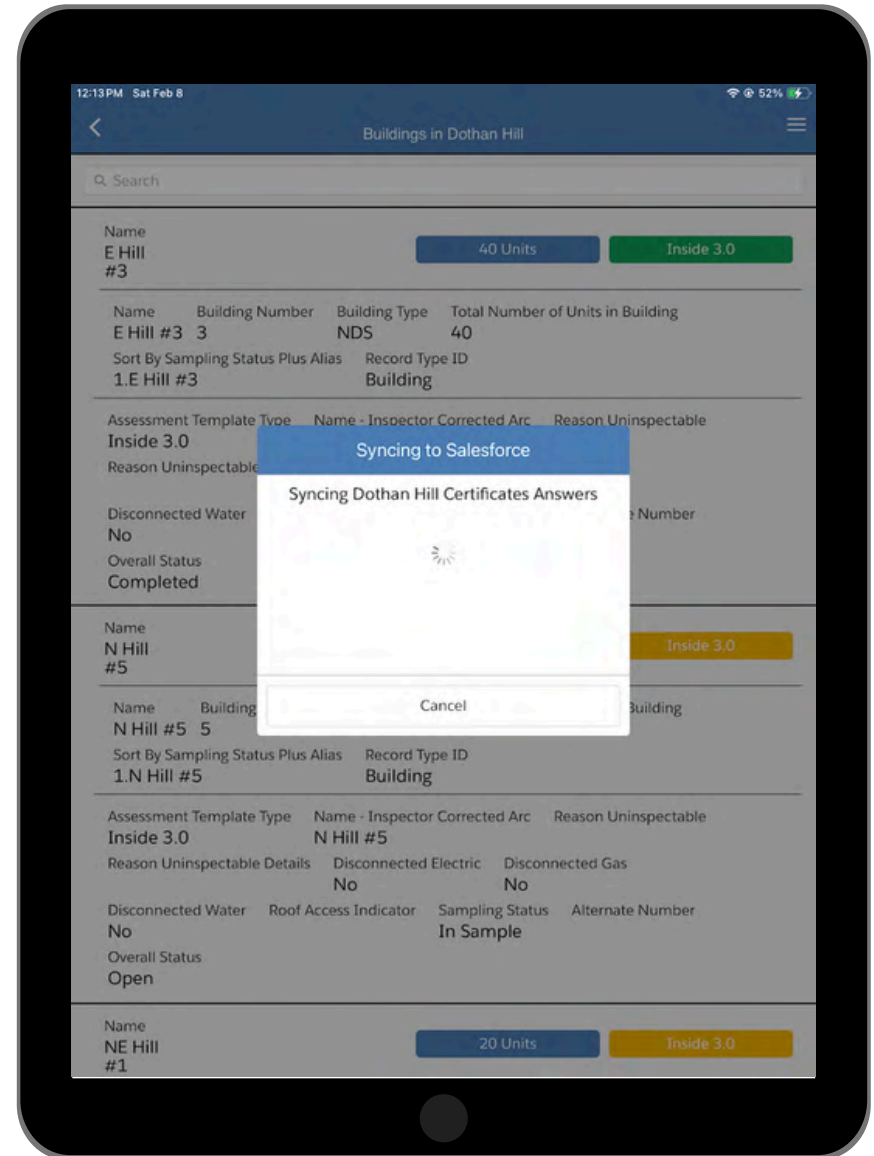 12:13 PM Sat Feb 8 52%
Buildings in Dothan Hill
Search
Name
E Hill
#3
40 Units Inside 3.0
Name Building Number Building Type Total Number of Units in Building
E Hill #3 3 NDS 40
Sort By Sampling Status Plus Alias Record Type ID
1.E Hill #3 Building
Assessment Template Type Name - Inspector Corrected Arc Reason Uninspectable
Inside 3.0
Reason Uninspectable
Syncing to Salesforce
Syncing Dothan Hill Certificates Answers
Cancel
Disconnected Water Number
No
Overall Status
Completed
Name
N Hill
#5
Inside 3.0
Name Building Building
N Hill #5 5
Sort By Sampling Status Plus Alias Record Type ID
1.N Hill #5 Building
Assessment Template Type Name - Inspector Corrected Arc Reason Uninspectable
Inside 3.0 N Hill #5
Reason Uninspectable Details Disconnected Electric Disconnected Gas
No No
Disconnected Water Roof Access Indicator Sampling Status Alternate Number
No In Sample
Overall Status
Open
Name
NE Hill
#1
20 Units Inside 3.0